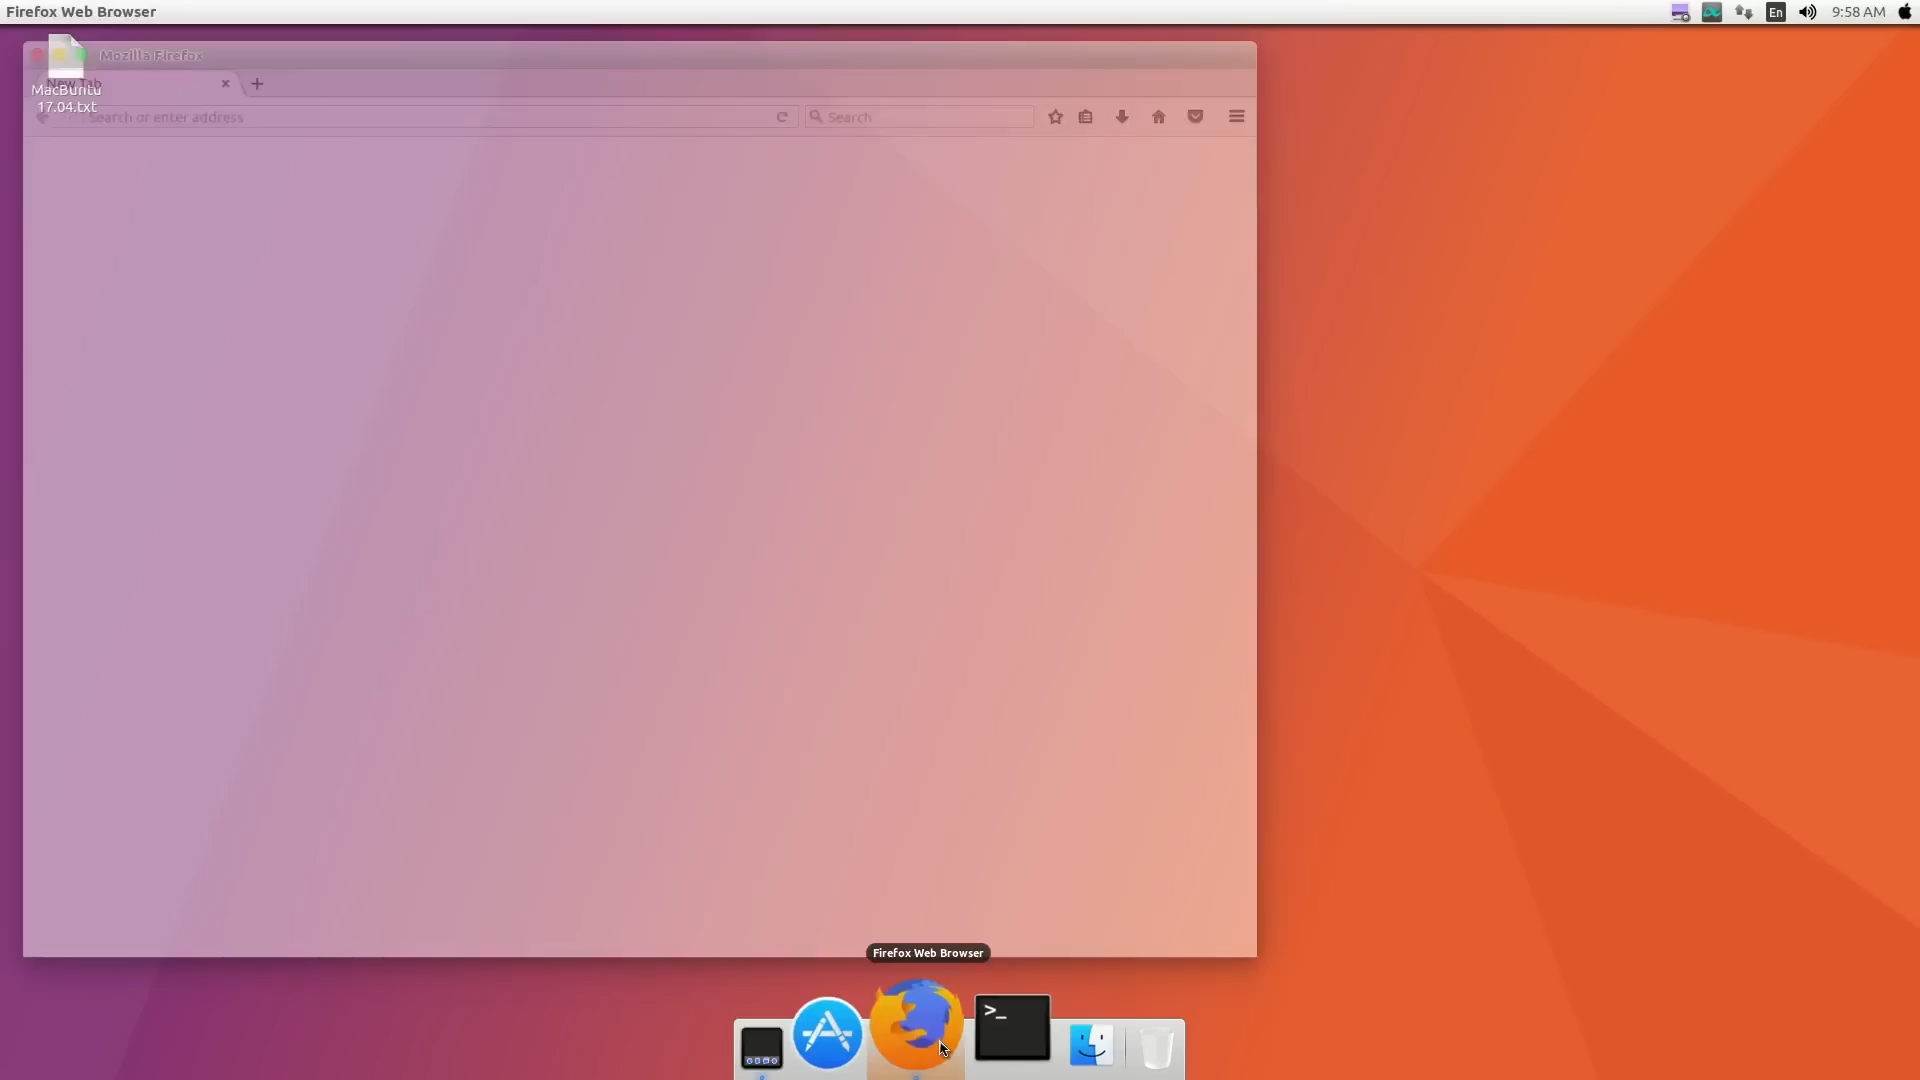 Firefox Web Browser
En
9:58 AM
Mozilla Firefox
New Tab
MacBuntu
17.04.txt
Search or enter address
Search
Firefox Web Browser
>_